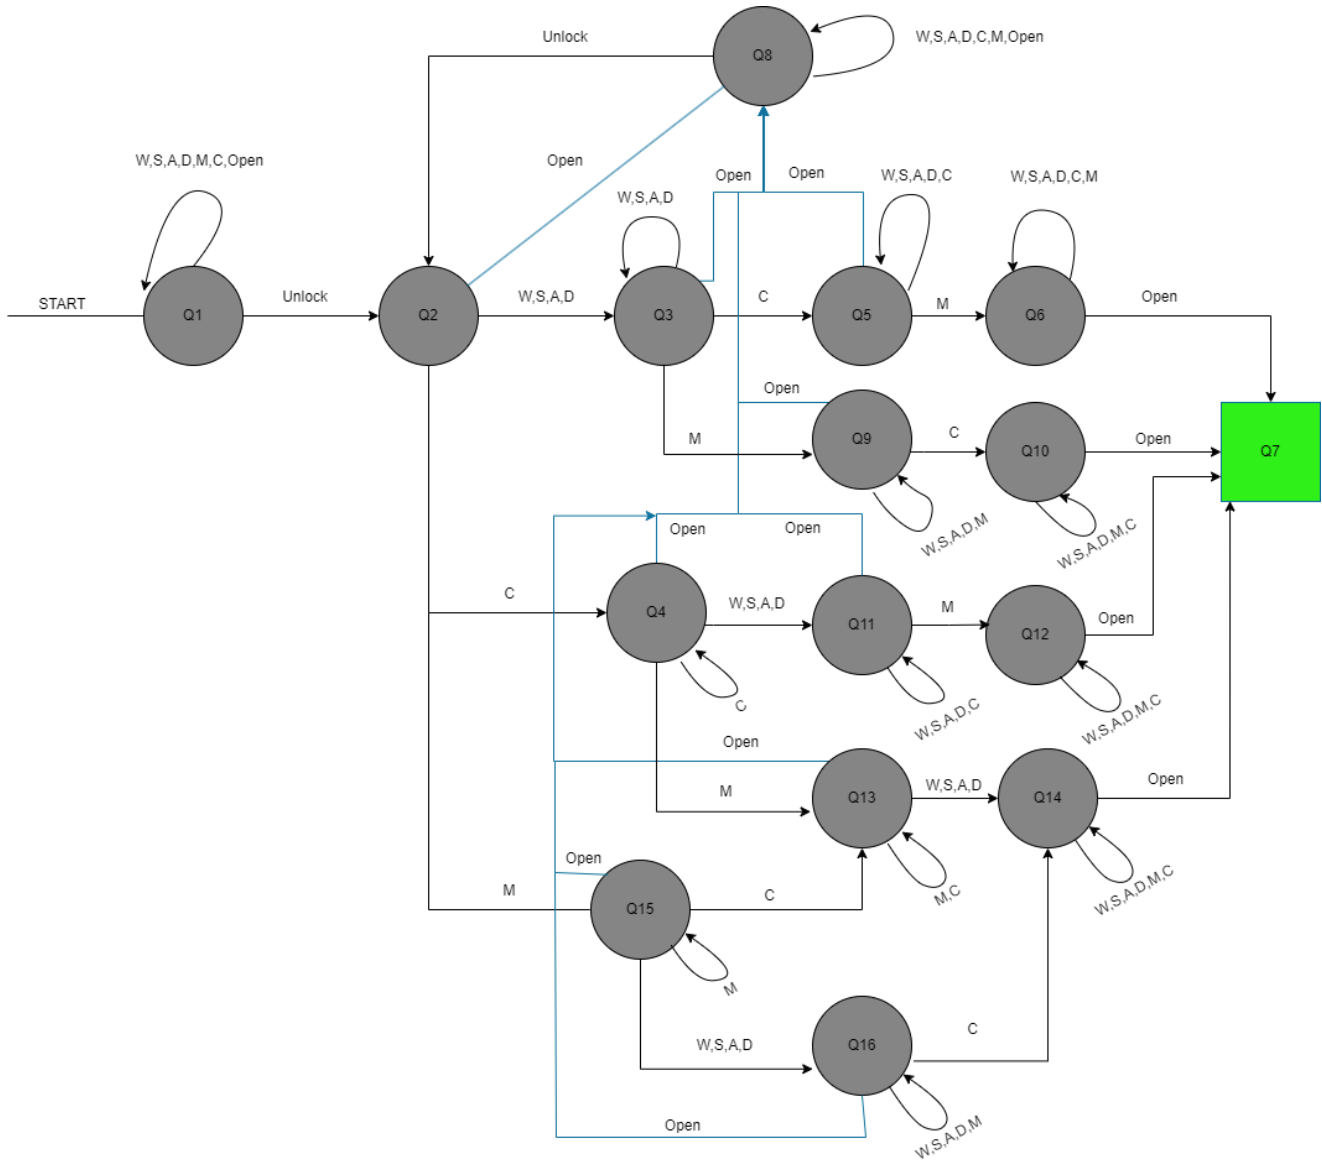 Unlock
Q8
W,S,A,D,C,M,Open
W,S,A,D,M,C,Open
Open
Open
Open
W,S,A,D,C
W,S,A,D,C,M
W,S,A,D
START
Q1
Unlock
Q2
W,S,A,D
Q3
C
Q5
M
Q6
Open
Open
M
Q9
C
Q10
Open
Q7
W,S,A,D,M
W,S,A,D,M,C
Open
Open
C
Q4
W,S,A,D
Q11
M
Q12
Open
C
W,S,A,D,C
W,S,A,D,M,C
Open
M
Q13
W,S,A,D
Q14
Open
Open
M
Q15
C
M,C
W,S,A,D,M,C
M
W,S,A,D
Q16
C
Open
W,S,A,D,M